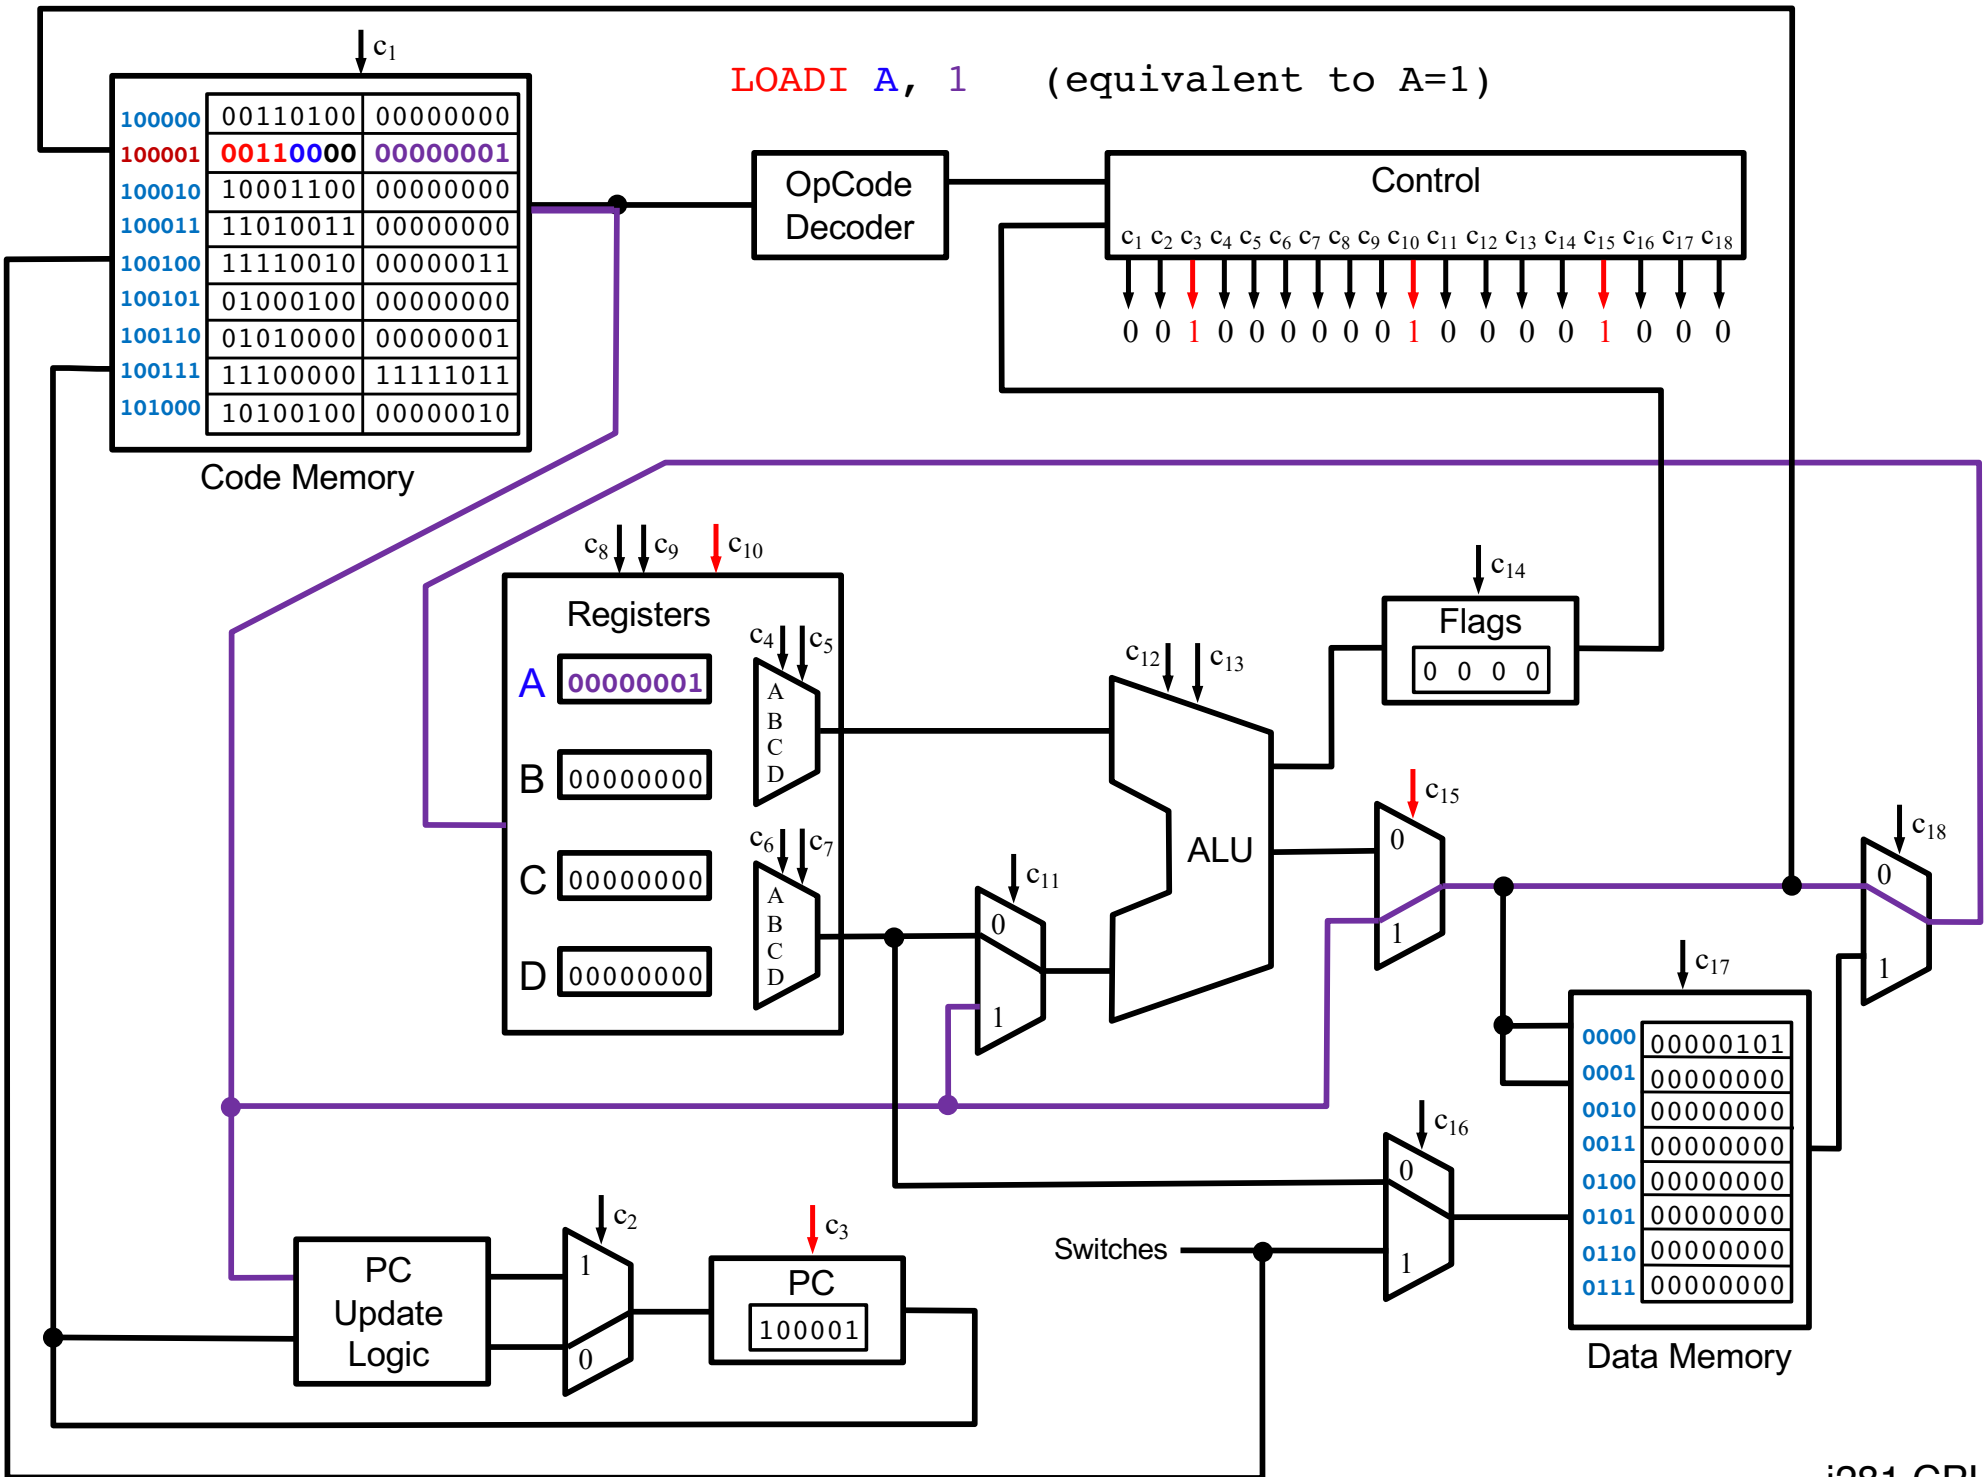 c1
LOADI A, 1 (equivalent to A=1)
100000 00110100 00000000
100001 00110000 00000001
100010 10001100 00000000
100011 11010011 00000000
100100 11110010 00000011
100101 01000100 00000000
100110 01010000 00000001
100111 11100000 11111011
101000 10100100 00000010
Code Memory
OpCode
Decoder
Control
c1 c2 c3 c4 c5 c6 c7 c8 c9 c10 c11 c12 c13 c14 c15 c16 c17 c18
0 0 1 0 0 0 0 0 0 1 0 0 0 0 1 0 0 0
c8 c9 c10
Registers
A 00000001
B 00000000
C 00000000
D 00000000
c4 c5
A
B
C
D
c6 c7
A
B
C
D
c11
0
1
c12 c13
ALU
c14
Flags
0 0 0 0
c15
0
1
c18
0
1
c17
0000 00000101
0001 00000000
0010 00000000
0011 00000000
0100 00000000
0101 00000000
0110 00000000
0111 00000000
Data Memory
c16
0
1
Switches
PC
Update
Logic
c2
1
0
c3
PC
100001